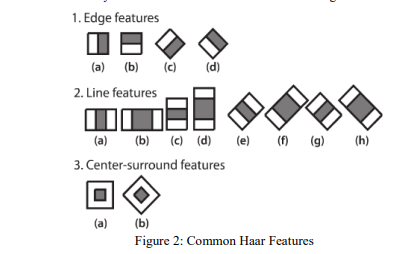 1. Edge features
(a) (b) (c) (d)
2. Line features
(a) (b) (c) (d) (e) (f) (g) (h)
3. Center-surround features
(a) (b)
Figure 2: Common Haar Features